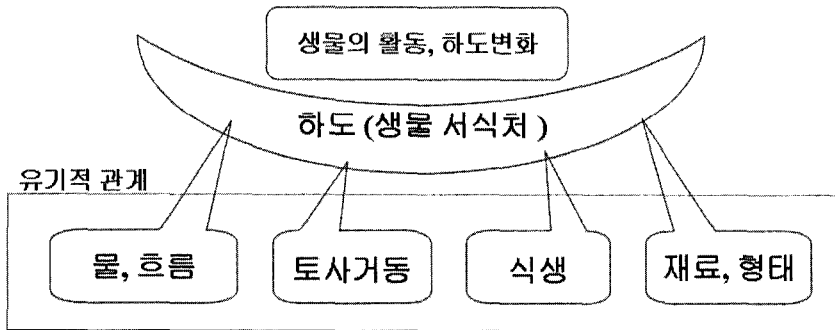 생물의 활동, 하도변화
하도 (생물 서식처 )
유기적 관계
물, 흐름
토사거동
식생
재료, 형태